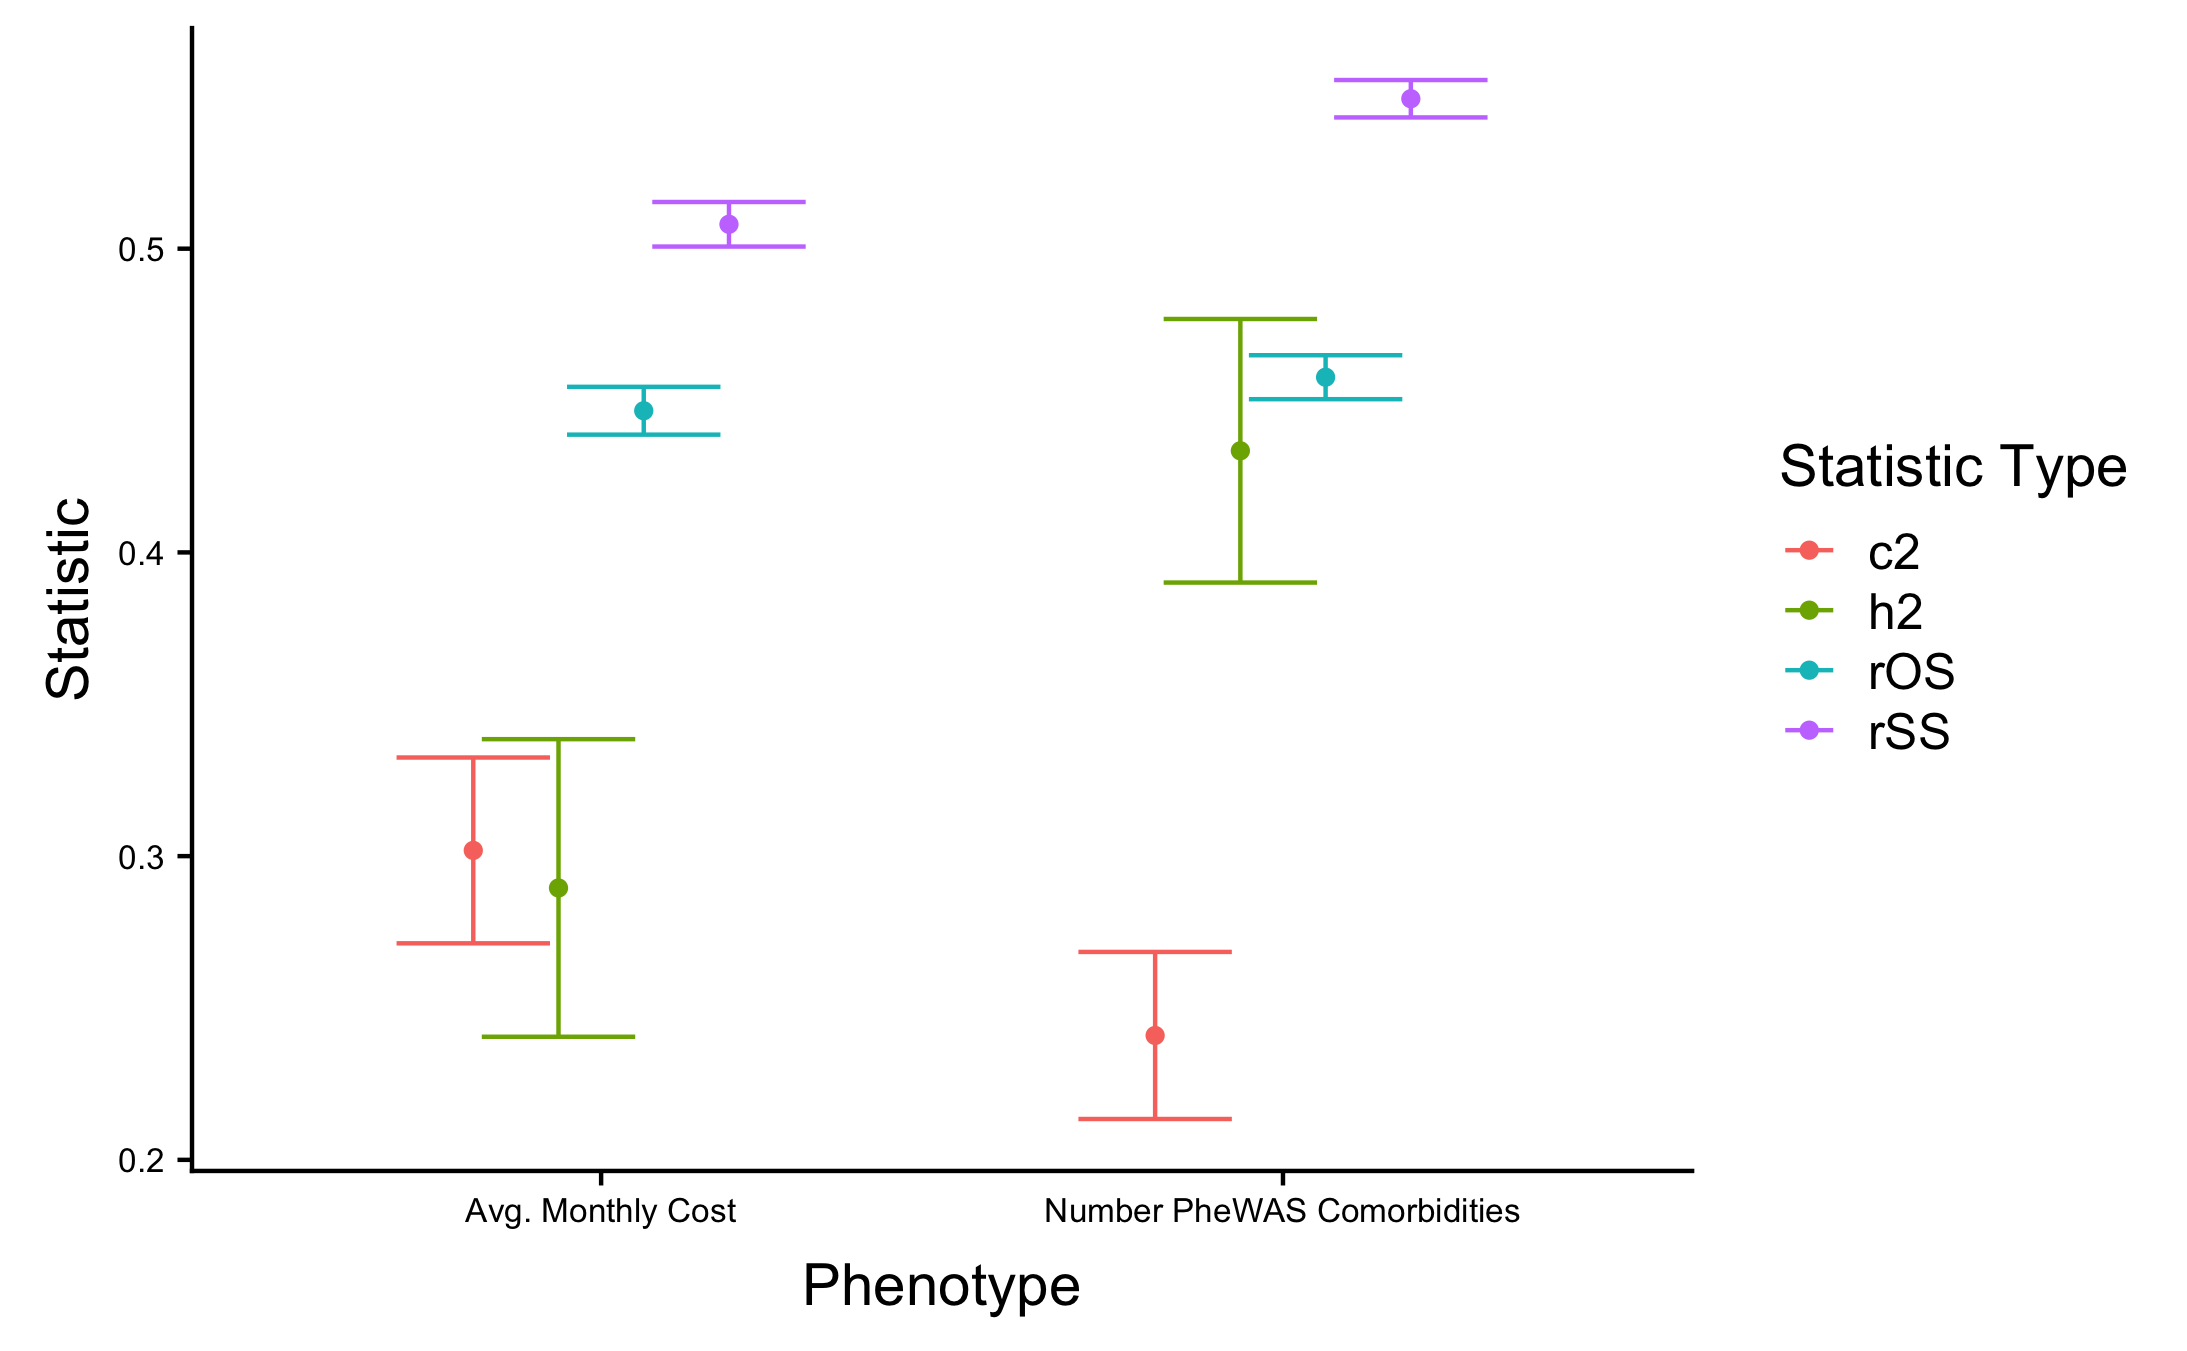 0.5
0.4
0.3
0.2
Statistic
Avg. Monthly Cost
Number PheWAS Comorbidities
Phenotype
Statistic Type
c2
h2
rOS
rSS